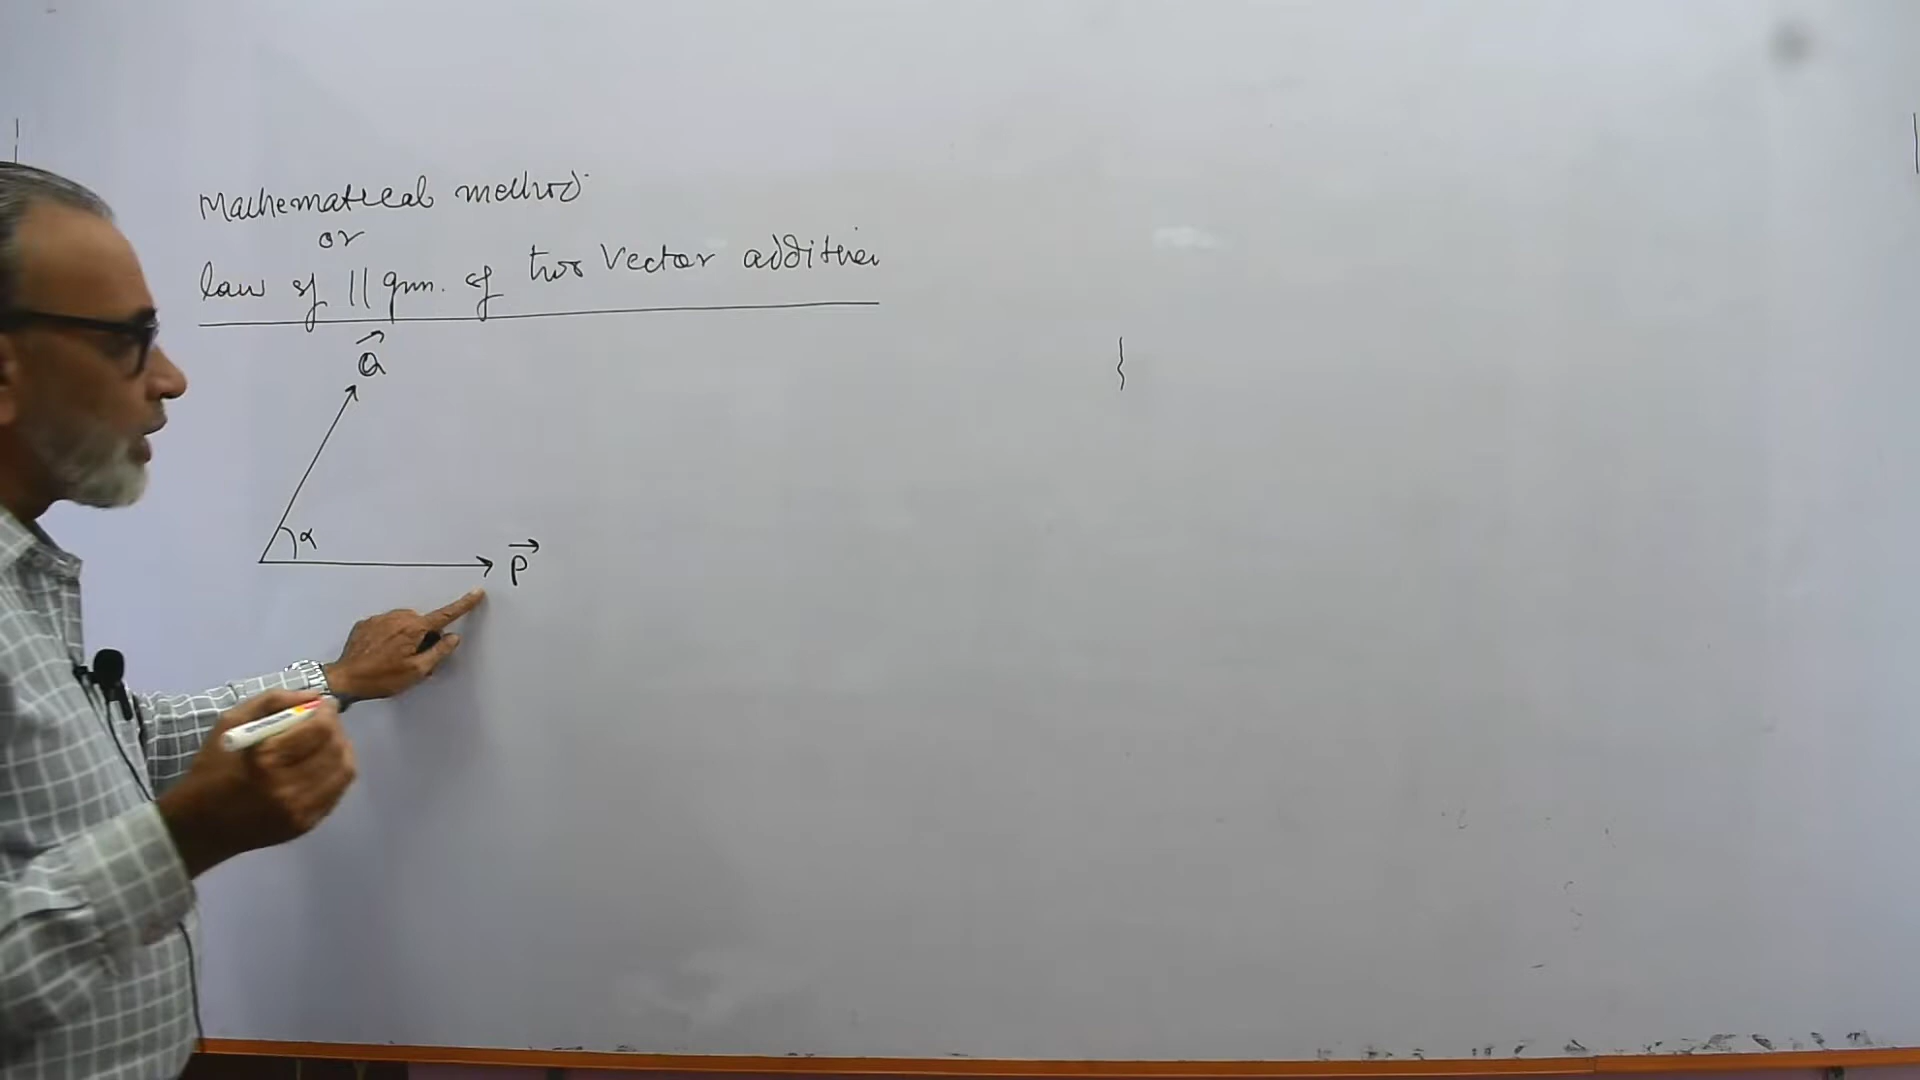 Mathematical method
or
law of || gm. of two vector addition
Q
α
P